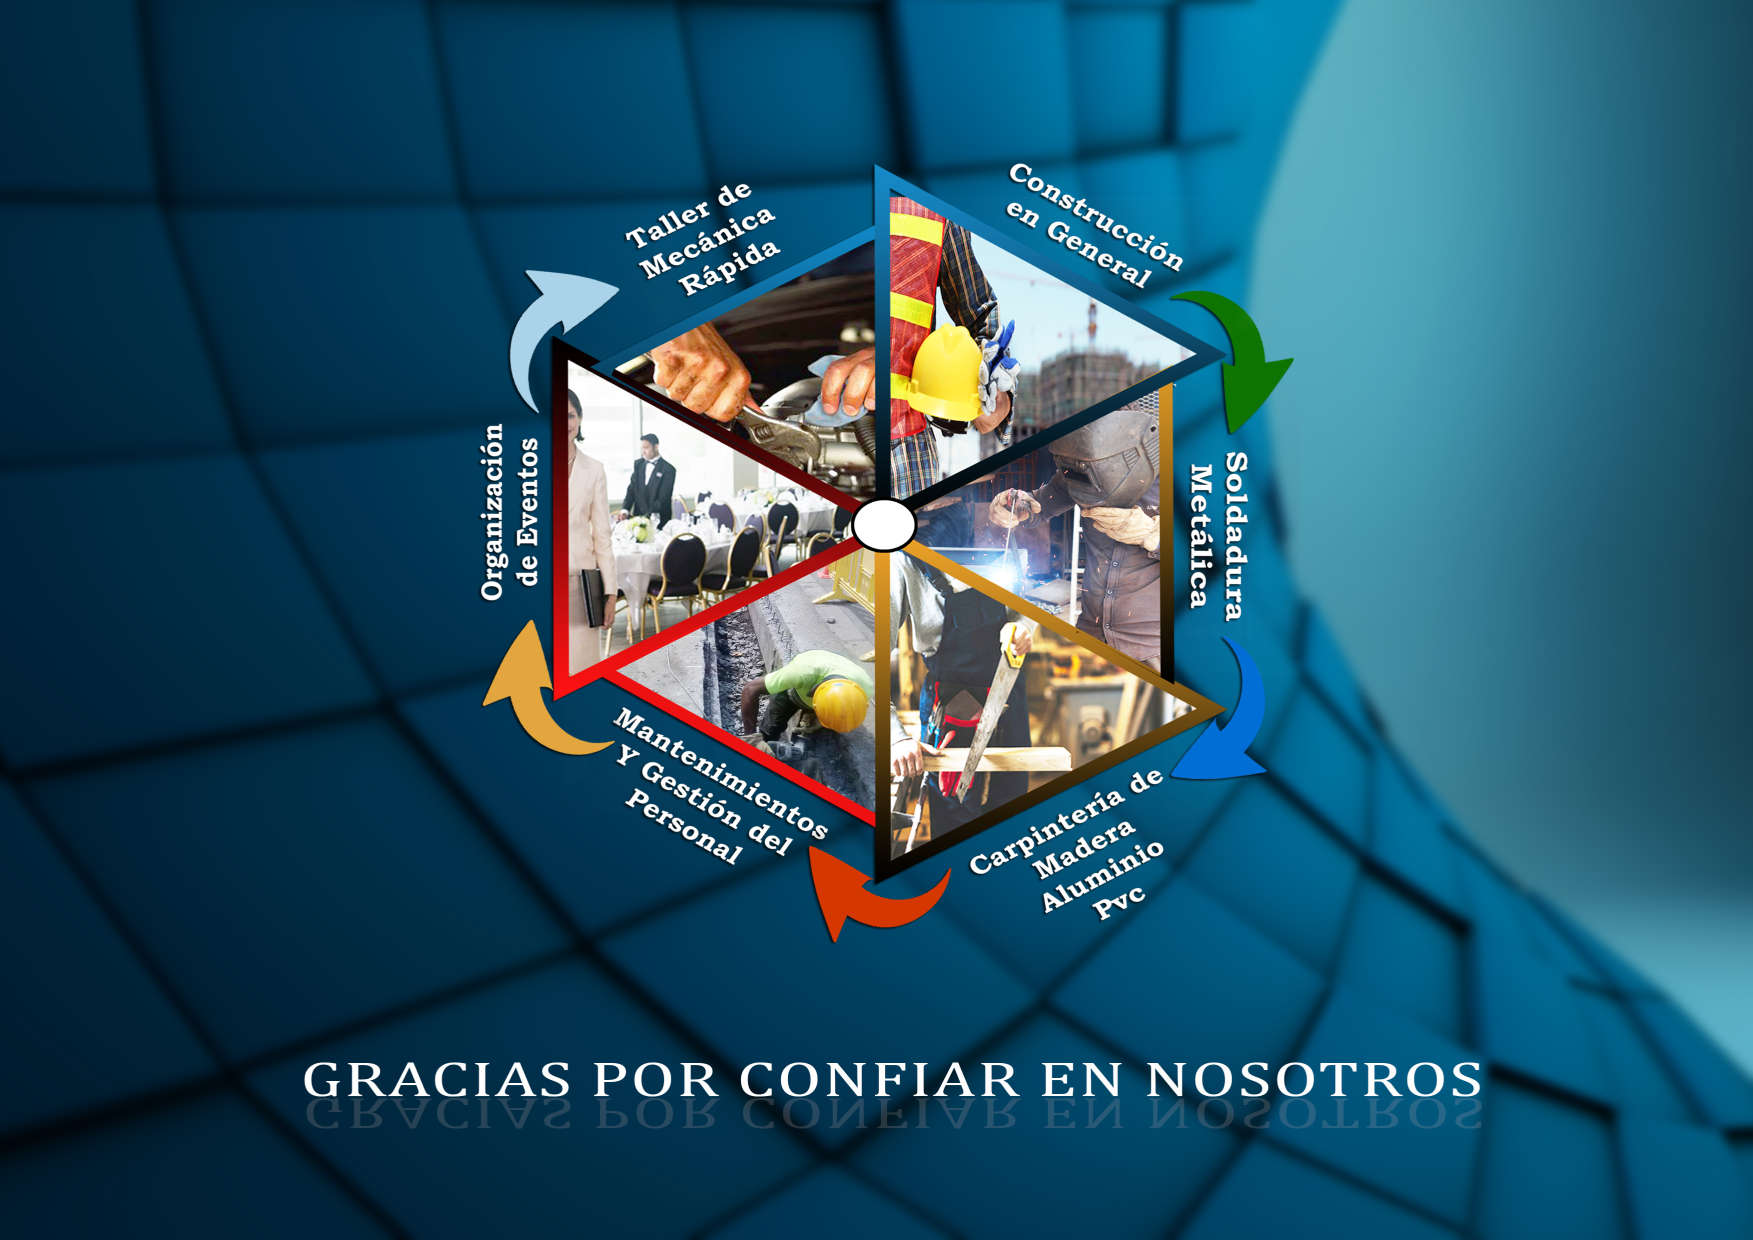 Taller de
Mecánica
Rápida
Construcción
en General
Soldadura
Metálica
Carpintería de
Madera
Aluminio
Pvc
Mantenimientos
Y Gestión del
Personal
Organización
de Eventos
GRACIAS POR CONFIAR EN NOSOTROS